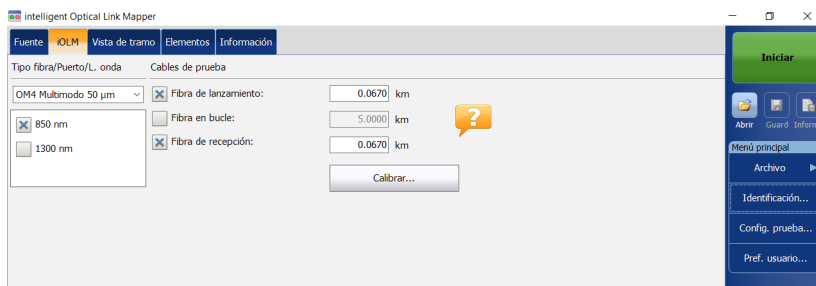 intelligent Optical Link Mapper
Fuente iOLM Vista de tramo Elementos Información
Tipo fibra/Puerto/L. onda Cables de prueba
OM4 Multimodo 50 µm Fibra de lanzamiento: 0.0670 km
850 nm Fibra en bucle: 5.0000 km
1300 nm Fibra de recepción: 0.0670 km
Calibrar...
Iniciar
Abrir Guard Inform
Menú principal
Archivo
Identificación...
Config. prueba...
Pref. usuario...